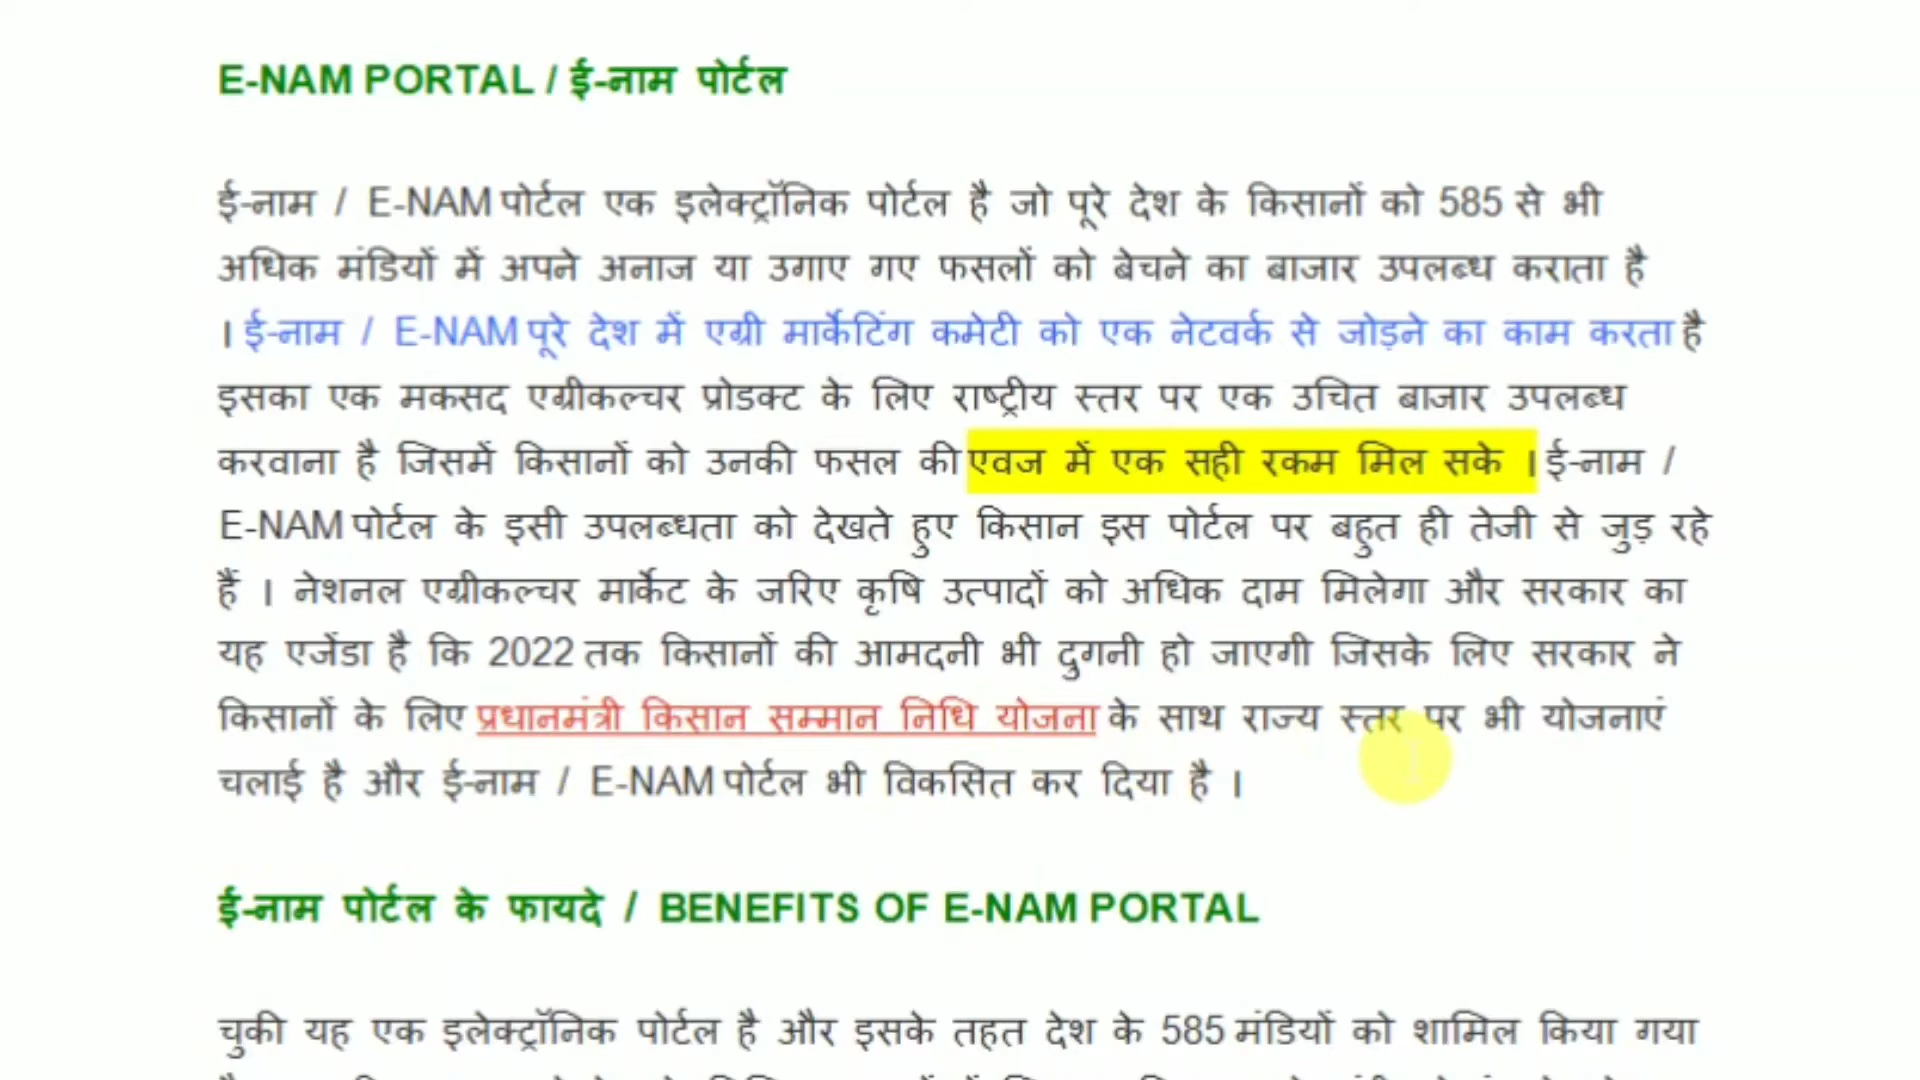 E-NAM PORTAL / ई-नाम पोर्टल
ई-नाम / E-NAM पोर्टल एक इलेक्ट्रॉनिक पोर्टल है जो पूरे देश के किसानों को 585 से भी
अधिक मंडियों में अपने अनाज या उगाए गए फसलों को बेचने का बाजार उपलब्ध कराता है
। ई-नाम / E-NAM पूरे देश में एग्री मार्केटिंग कमेटी को एक नेटवर्क से जोड़ने का काम करता है
इसका एक मकसद एग्रीकल्चर प्रोडक्ट के लिए राष्ट्रीय स्तर पर एक उचित बाजार उपलब्ध
करवाना है जिसमें किसानों को उनकी फसल की एवज में एक सही रकम मिल सके । ई-नाम /
E-NAM पोर्टल के इसी उपलब्धता को देखते हुए किसान इस पोर्टल पर बहुत ही तेजी से जुड़ रहे
हैं । नेशनल एग्रीकल्चर मार्केट के जरिए कृषि उत्पादों को अधिक दाम मिलेगा और सरकार का
यह एजेंडा है कि 2022 तक किसानों की आमदनी भी दुगनी हो जाएगी जिसके लिए सरकार ने
किसानों के लिए प्रधानमंत्री किसान सम्मान निधि योजना के साथ राज्य स्तर पर भी योजनाएं
चलाई है और ई-नाम / E-NAM पोर्टल भी विकसित कर दिया है ।
ई-नाम पोर्टल के फायदे / BENEFITS OF E-NAM PORTAL
चुकी यह एक इलेक्ट्रॉनिक पोर्टल है और इसके तहत देश के 585 मंडियों को शामिल किया गया